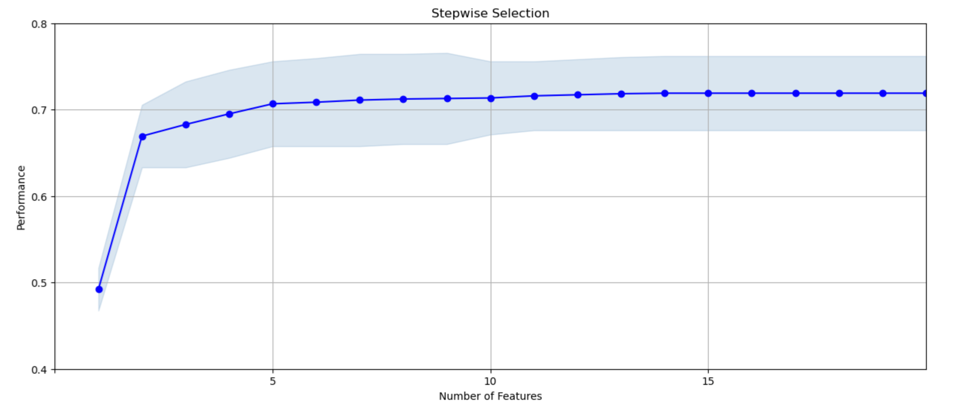 Stepwise Selection
0.8
0.7
0.6
0.5
0.4
Performance
5 10 15
Number of Features